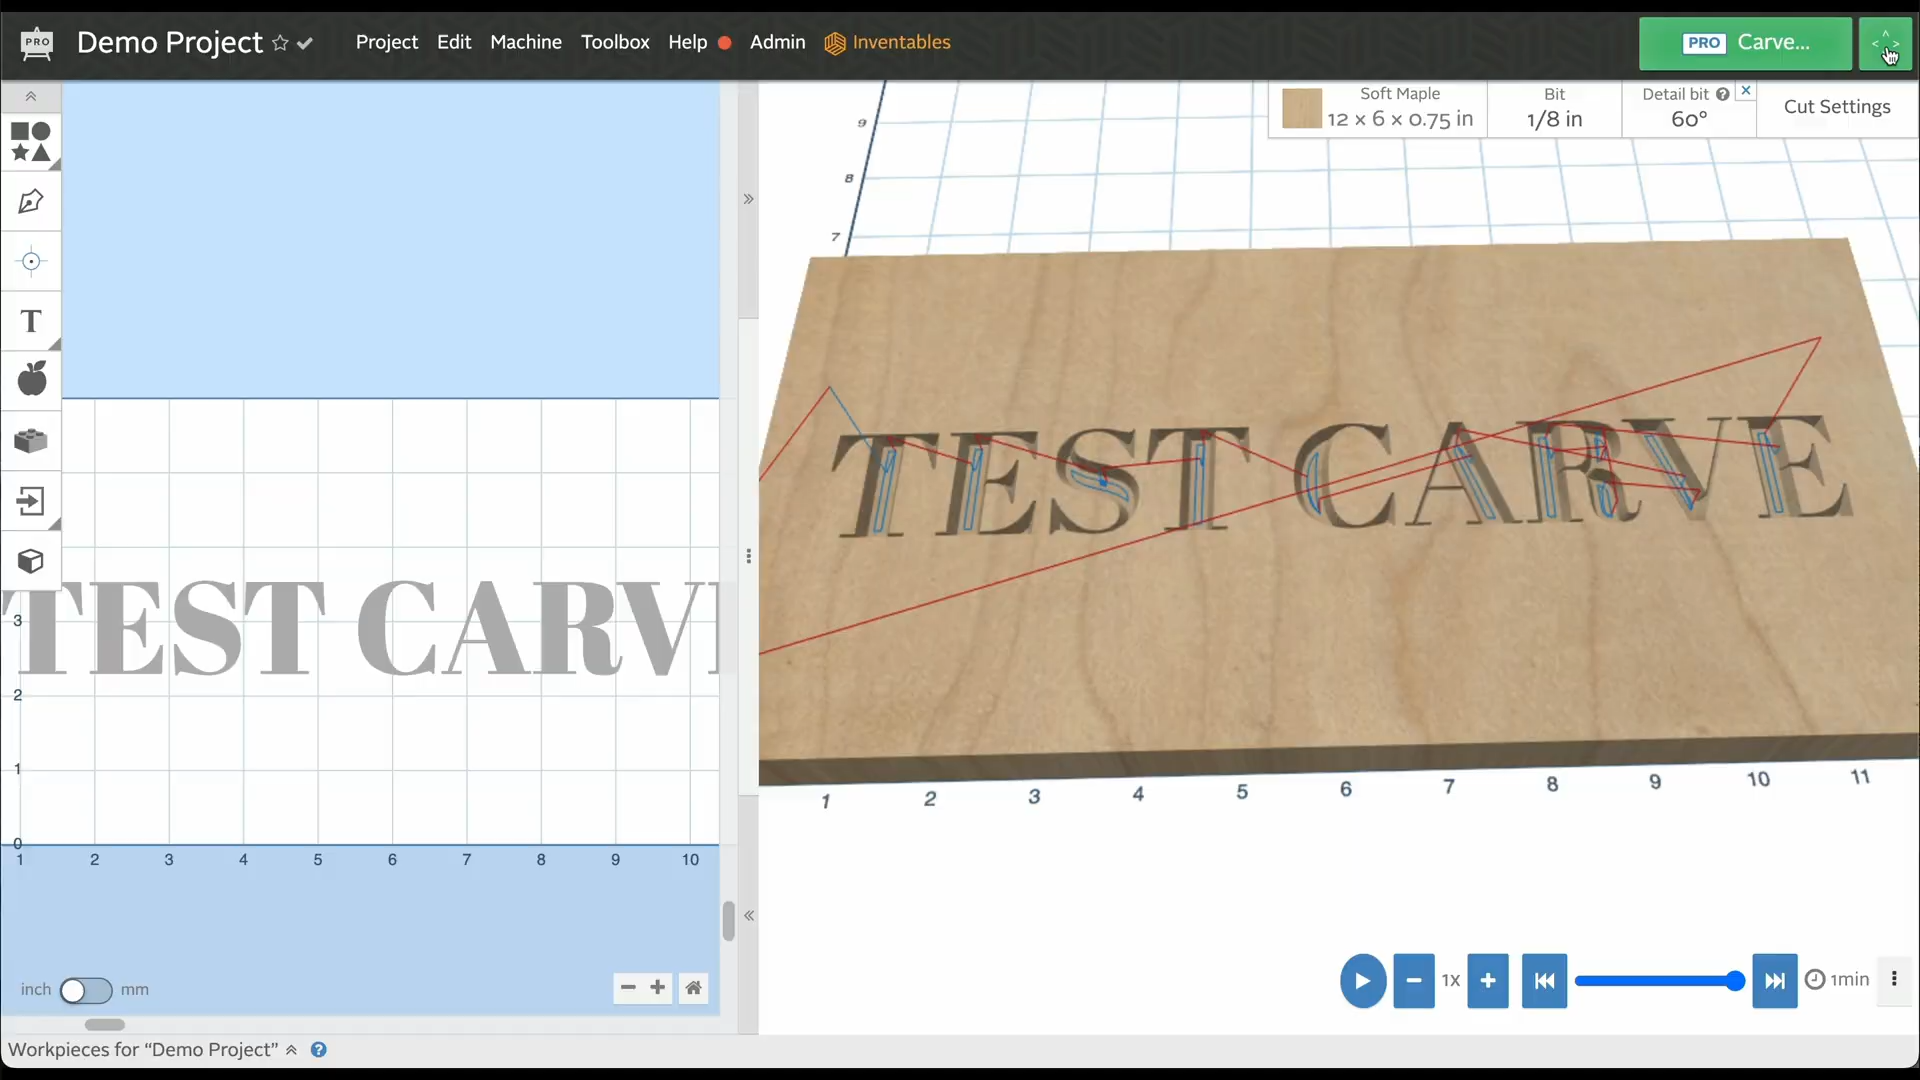 PRO Demo Project Project Edit Machine Toolbox Help Admin Inventables PRO Carve...
Soft Maple
12 x 6 x 0.75 in
Bit
1/8 in
Detail bit ?
60°
Cut Settings
T
TEST CARVE
3
2
1
0
1 2 3 4 5 6 7 8 9 10
9
8
7
TEST CARVE
1 2 3 4 5 6 7 8 9 10 11
inch mm
1x
1min
Workpieces for “Demo Project” ?